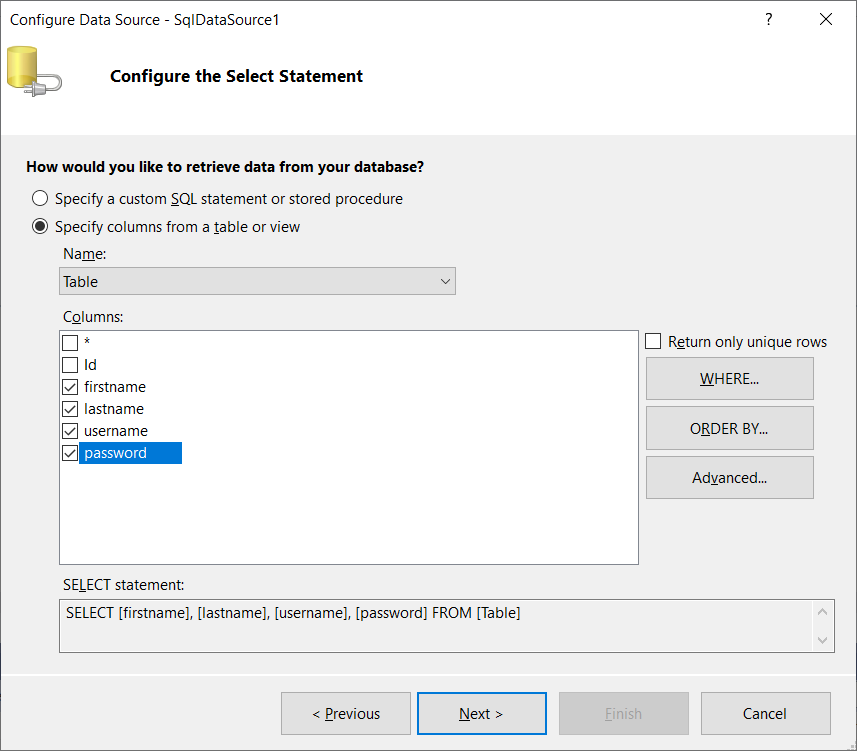 Configure Data Source - SqlDataSource1
?
Configure the Select Statement
How would you like to retrieve data from your database?
Specify a custom SQL statement or stored procedure
Specify columns from a table or view
Name:
Table
Columns:
*
Id
firstname
lastname
username
password
Return only unique rows
WHERE...
ORDER BY...
Advanced...
SELECT statement:
SELECT [firstname], [lastname], [username], [password] FROM [Table]
< Previous
Next >
Finish
Cancel